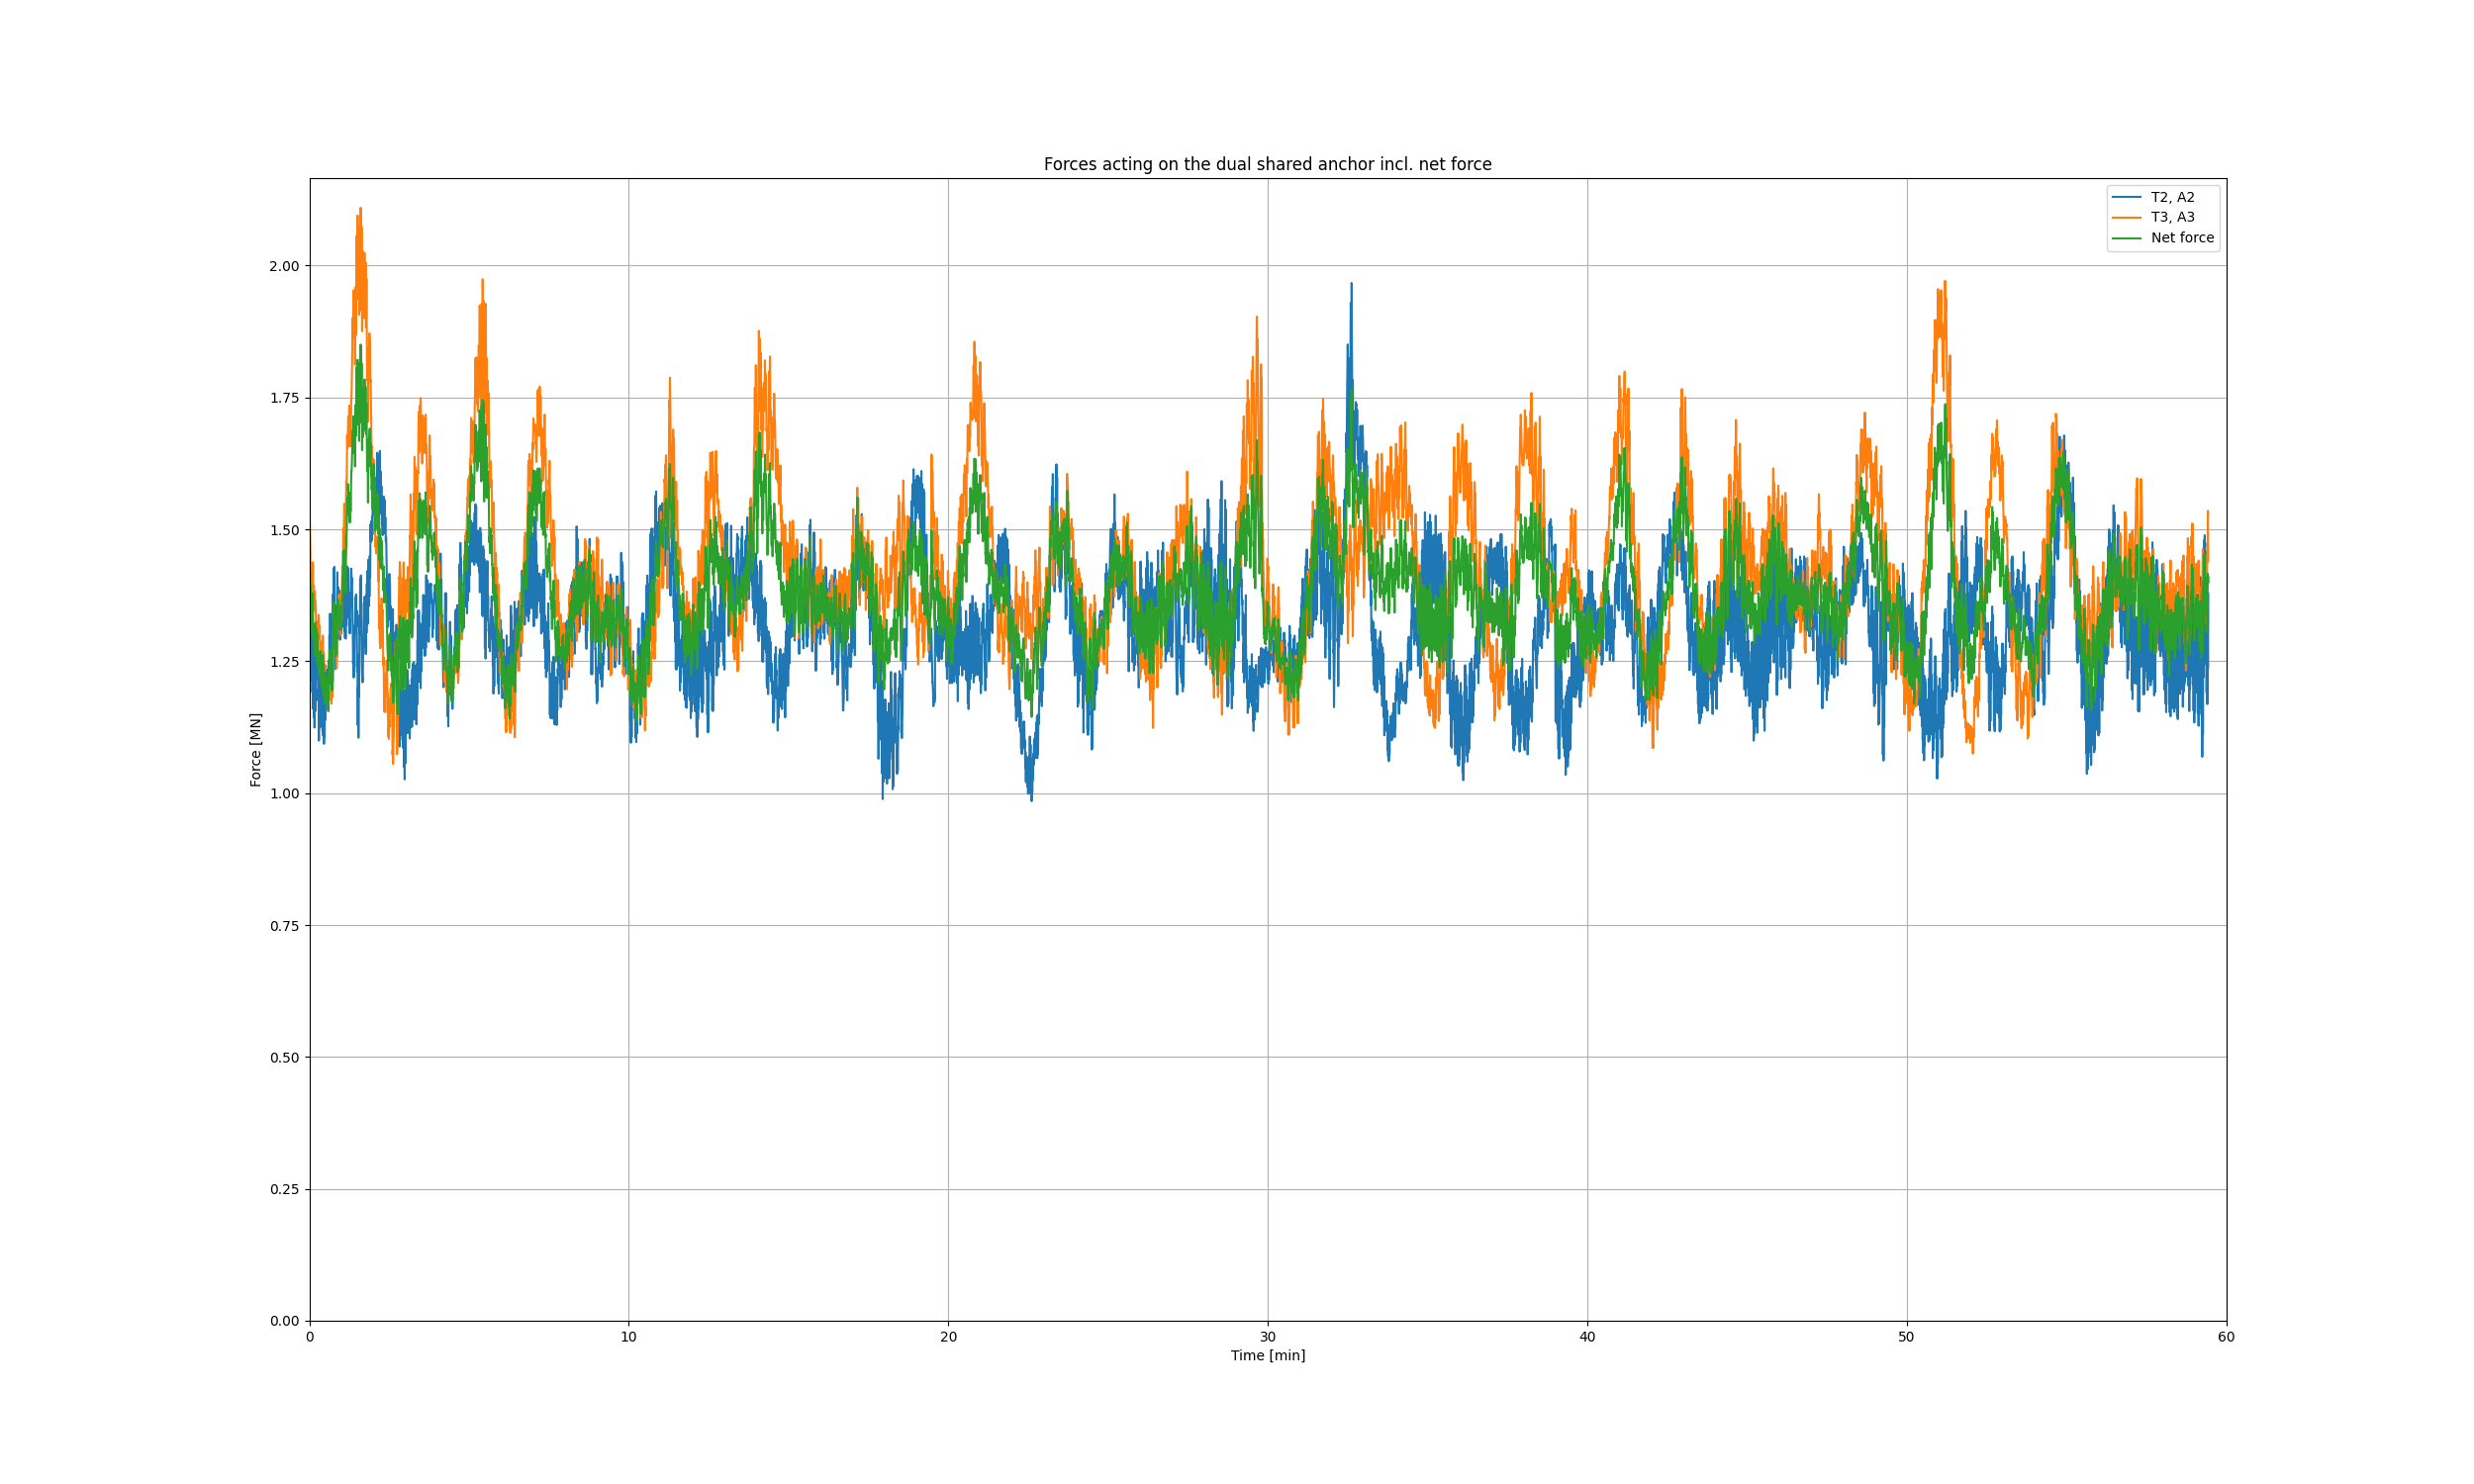 Forces acting on the dual shared anchor incl. net force
T2, A2
T3, A3
Net force
2.00
1.75
1.50
1.25
1.00
0.75
0.50
0.25
0.00
Force [MN]
0 10 20 30 40 50 60
Time [min]